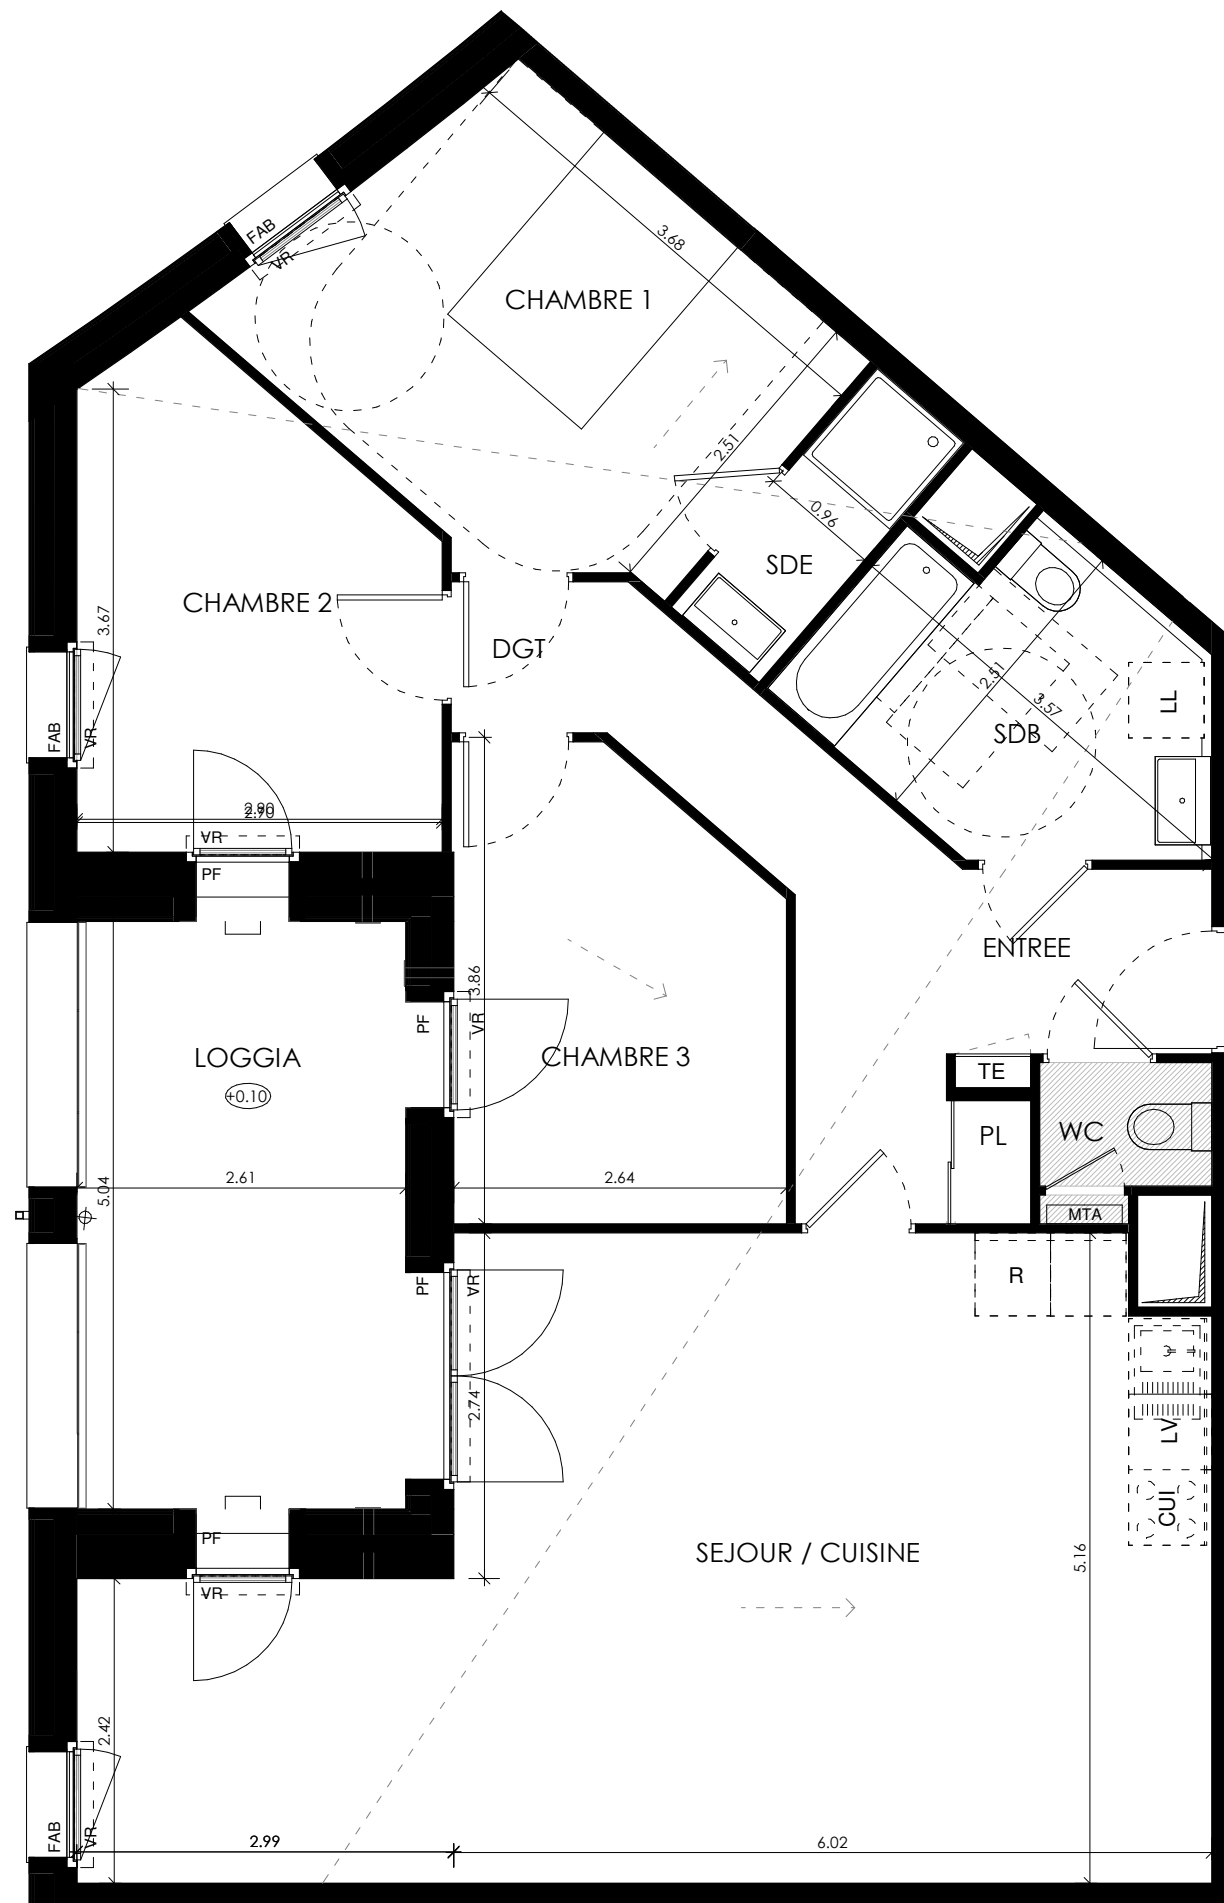 FAB
VR
3.68
CHAMBRE 1
2.51
0.96
SDE
CHAMBRE 2
3.67
DGT
2.51
3.57
LL
SDB
FAB
VR
2.90
2.90
VR
PF
ENTREE
3.86
PF
VR
LOGGIA
+0.10
CHAMBRE 3
TE
PL
WC
5.04
2.61
2.64
MTA
PF
VR
R
2.74
LV
CUI
PF
VR
SEJOUR / CUISINE
5.16
2.42
FAB
VR
2.99
6.02